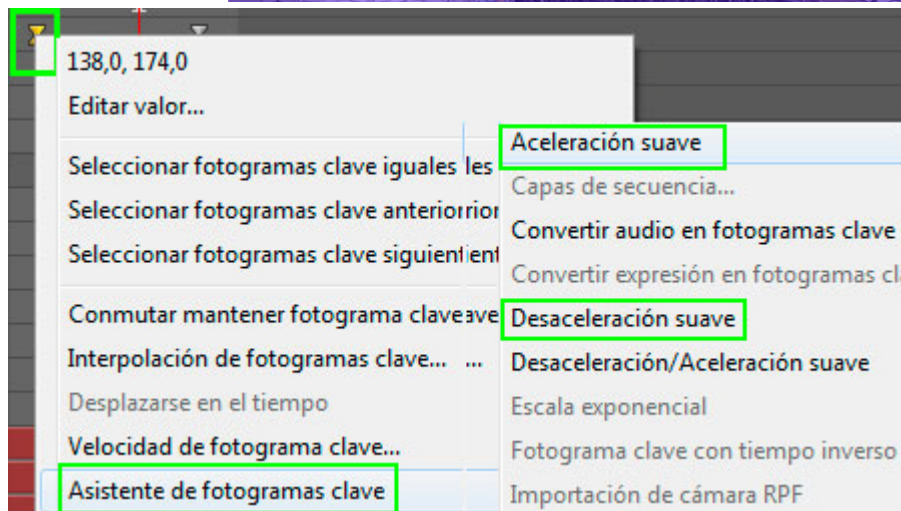 138,0, 174,0
Editar valor...
Seleccionar fotogramas clave iguales
Seleccionar fotogramas clave
Seleccionar fotogramas clave
Conmutar mantener fotograma clave
Interpolación de fotogramas clave...
Desplazarse en el tiempo
Velocidad de fotograma clave...
Asistente de fotogramas clave
Aceleración suave
Capas de secuencia...
Convertir audio en fotogramas clave
Convertir expresión en fotogramas
Desaceleración suave
Desaceleración/Aceleración suave
Escala exponencial
Fotograma clave con tiempo inverso
Importación de cámara RPF